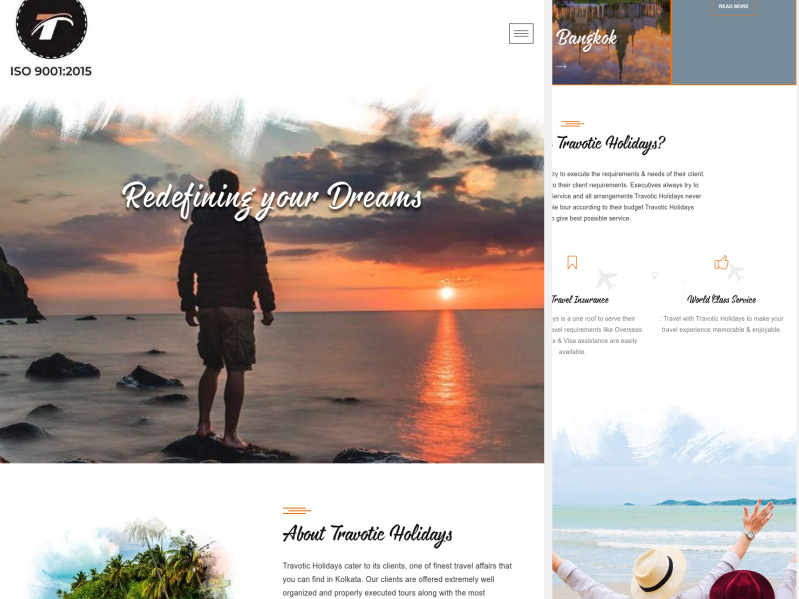 ISO 9001:2015
Redefining your Dreams
About Travotic Holidays
Travotic Holidays cater to its clients, one of finest travel affairs that
you can find in Kolkata. Our clients are offered extremely well
organized and properly executed tours along with the most
READ MORE
Bangkok
Travotic Holidays?
ry to execute the requirements & needs of their client.
o their client requirements. Executives always try to
Service and all arrangements Travotic Holidays never
le tour according to their budget Travotic Holidays
o give best possible service.
Travel Insurance
ys is a one roof to serve their
avel requirements like Overseas
x & Visa assistance are easily
available.
World Class Service
: Travel with Travotic Holidays to make your
travel experience memorable & enjoyable.